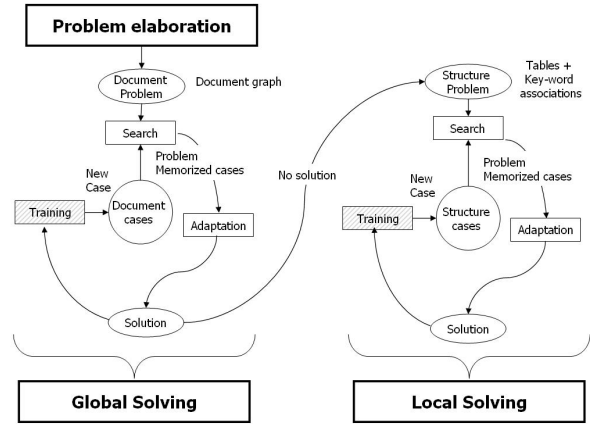 Problem elaboration
Document
Problem
Document graph
Search
Problem
Memorized cases
New
Case
Training
Document
cases
Adaptation
Solution
Global Solving
No solution
Structure
Problem
Tables +
Key-word
associations
Search
Problem
Memorized cases
New
Case
Training
Structure
cases
Adaptation
Solution
Local Solving